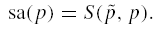 sa(p) = S(p̃, p).